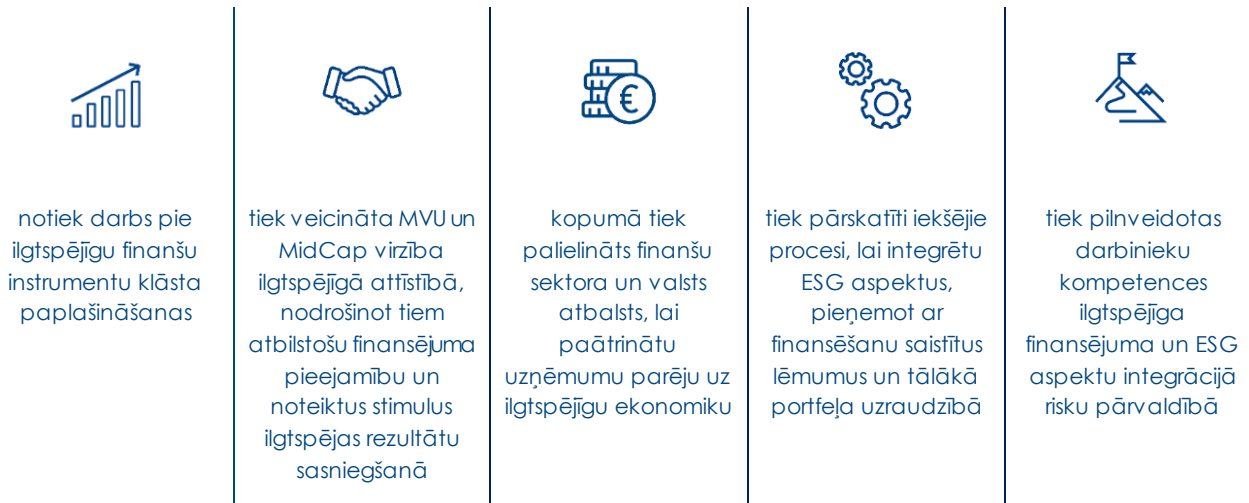 notiek darbs pie
ilgtspējīgu finanšu
instrumentu klāsta
paplašināšanas
tiek veicināta MVU un
MidCap virzība
ilgtspējīgā attīstībā,
nodrošinot tiem
atbilstošu finansējuma
pieejamību un
noteiktus stimulus
ilgtspējas rezultātu
sasniegšanā
€
kopumā tiek
palielināts finanšu
sektora un valsts
atbalsts, lai
paātrinātu
uzņēmumu parēju uz
ilgtspējīgu ekonomiku
tiek pārskatīti iekšējie
procesi, lai integrētu
ESG aspektus,
pieņemot ar
finansēšanu saistītus
lēmumus un tālākā
portfeļa uzraudzībā
tiek pilnveidotas
darbinieku
kompetences
ilgtspējīga
finansējuma un ESG
aspektu integrācijā
risku pārvaldībā